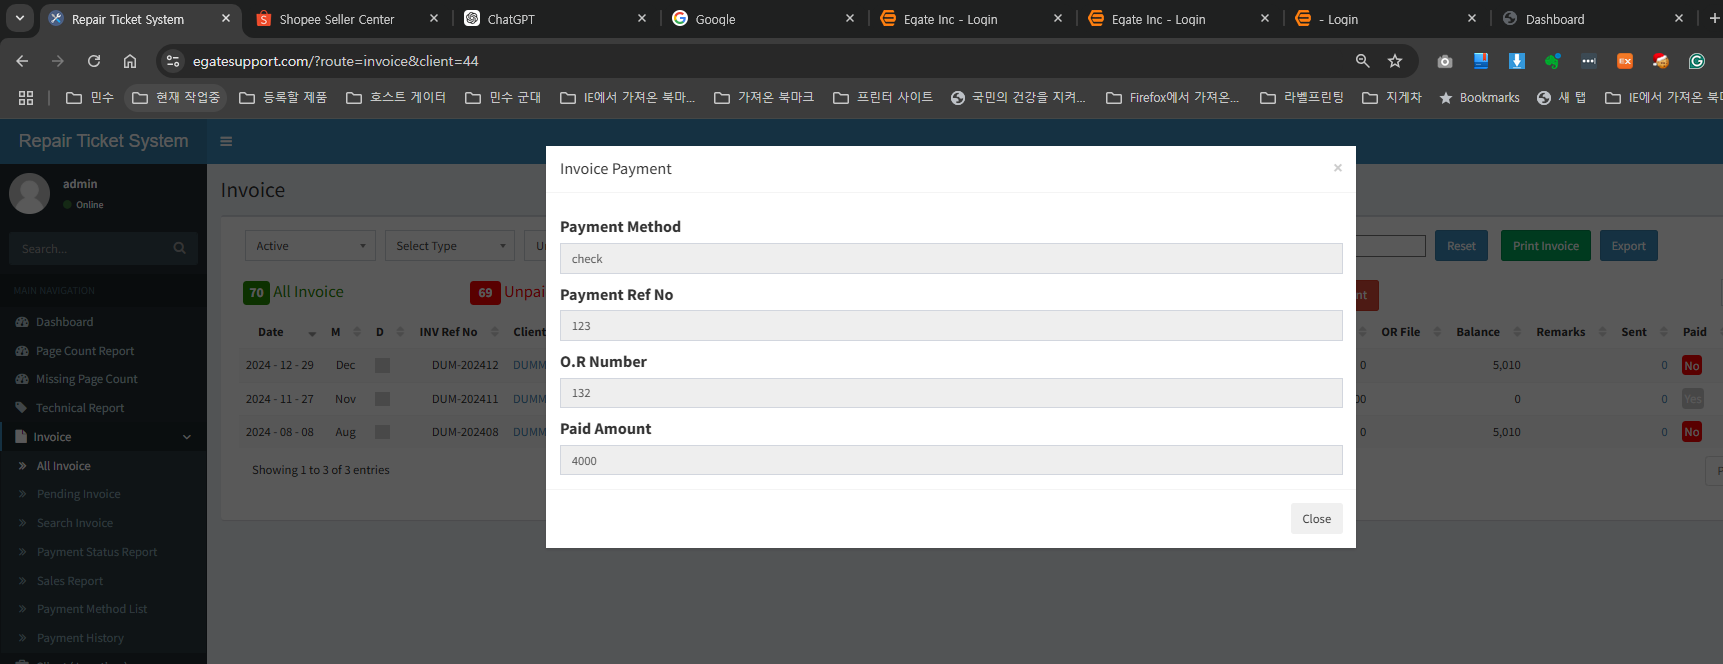 Repair Ticket System
Shopee Seller Center
ChatGPT
Google
Eqate Inc - Login
Eqate Inc - Login
- Login
Dashboard
egatesupport.com/?route=invoice&client=44
민수
현재 작업중
등록할 제품
호스트 게이터
민수 군대
IE에서 가져온 북마...
가져온 북마크
프린터 사이트
국민의 건강을 지켜...
Firefox에서 가져온...
라벨프린팅
지게차
Bookmarks
새 탭
IE에서 가져온 북마
Repair Ticket System
admin
Online
Search...
MAIN NAVIGATION
Dashboard
Page Count Report
Missing Page Count
Technical Report
Invoice
All Invoice
Pending Invoice
Search Invoice
Payment Status Report
Sales Report
Payment Method List
Payment History
Invoice
Active
Select Type
Reset
Print Invoice
Export
70 All Invoice
69 Unpai
nt
Date M D INV Ref No Client OR File Balance Remarks Sent Paid
2024 - 12 - 29 Dec DUM-202412 DUMM 0 5,010 0 No
2024 - 11 - 27 Nov DUM-202411 DUMM 00 0 0 Yes
2024 - 08 - 08 Aug DUM-202408 DUMM 0 5,010 0 No
Showing 1 to 3 of 3 entries
Invoice Payment
×
Payment Method
check
Payment Ref No
123
O.R Number
132
Paid Amount
4000
Close